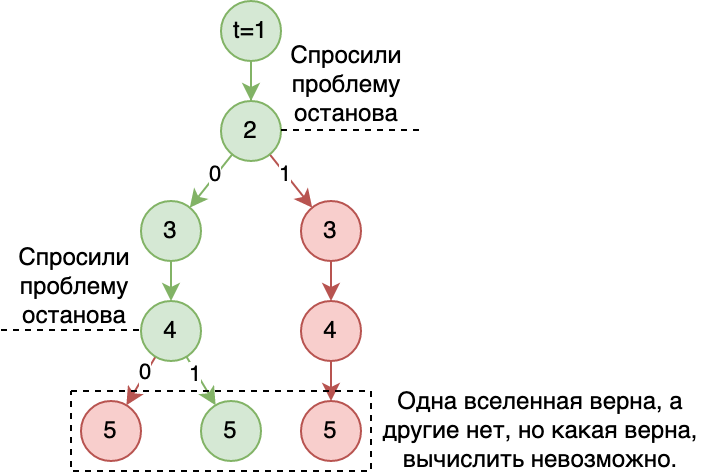 t=1
Спросили
проблему
останова
2
0
1
3
3
Спросили
проблему
останова
4
4
0
1
5
5
5
Одна вселенная верна, а
другие нет, но какая верна,
вычислить невозможно.